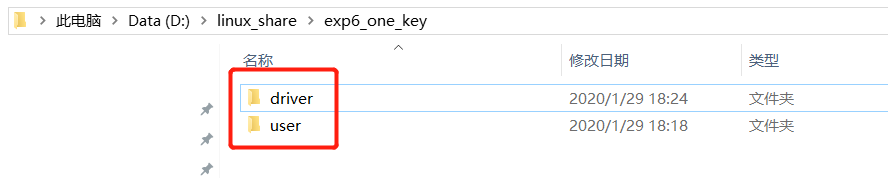 此电脑 > Data (D:) > linux_share > exp6_one_key
名称 修改日期 类型
driver 2020/1/29 18:24 文件夹
user 2020/1/29 18:18 文件夹